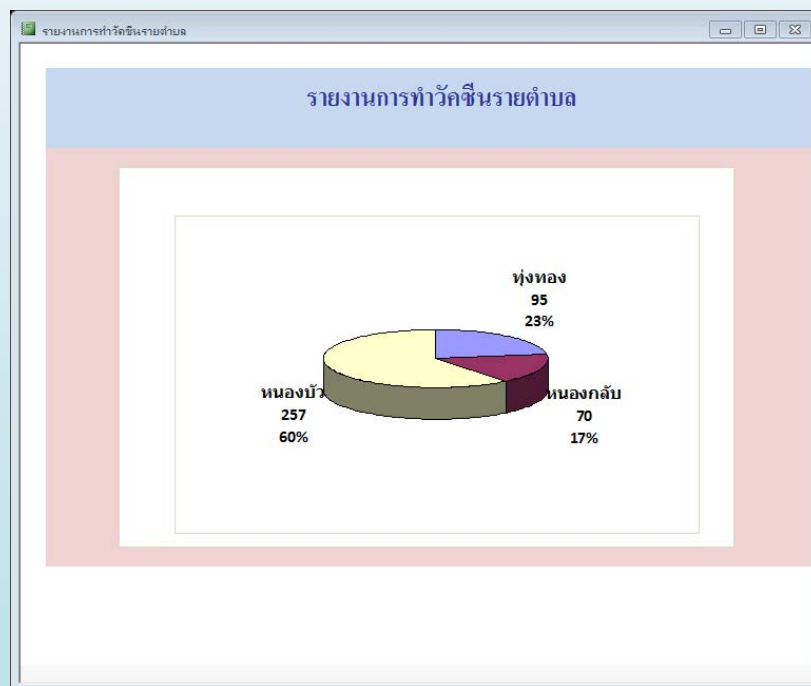 รายงานการทำวัคซีนรายตำบล
รายงานการทำวัคซีนรายตำบล
ทุ่งทอง
95
23%
หนองบัว
257
60%
หนองกลับ
70
17%